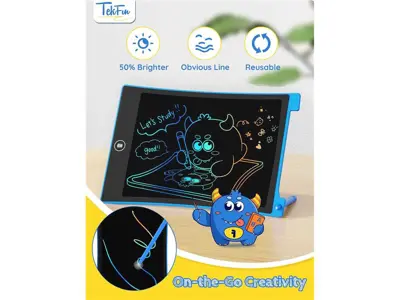 TekFun
50% Brighter
Obvious Line
Reusable
Let's Study!
good!!
On-the-Go Creativity